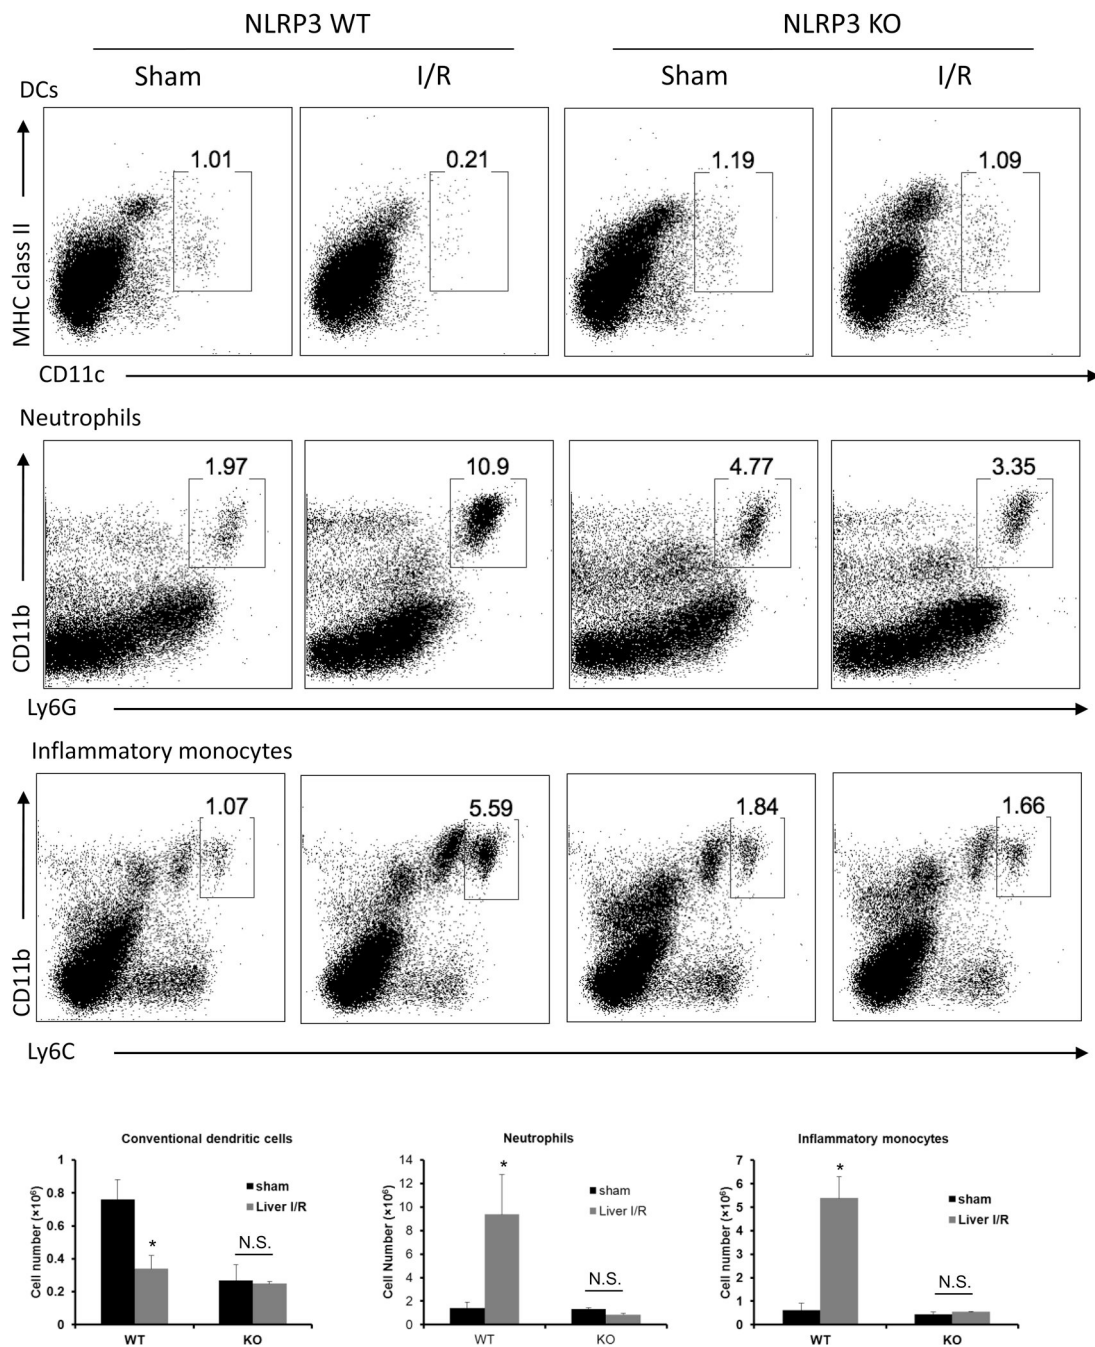 NLRP3 WT NLRP3 KO
Sham I/R Sham I/R
DCs
1.01 0.21 1.19 1.09
MHC class II
CD11c
Neutrophils
1.97 10.9 4.77 3.35
CD11b
Ly6G
Inflammatory monocytes
1.07 5.59 1.84 1.66
CD11b
Ly6C
Conventional dendritic cells
Cell number (×10⁶)
1
0.8
0.6
0.4
0.2
0
sham
Liver I/R
*
N.S.
WT KO
Neutrophils
Cell Number (×10⁶)
14
12
10
8
6
4
2
0
*
sham
Liver I/R
N.S.
WT KO
Inflammatory monocytes
Cell number (×10⁶)
7
6
5
4
3
2
1
0
*
sham
Liver I/R
N.S.
WT KO